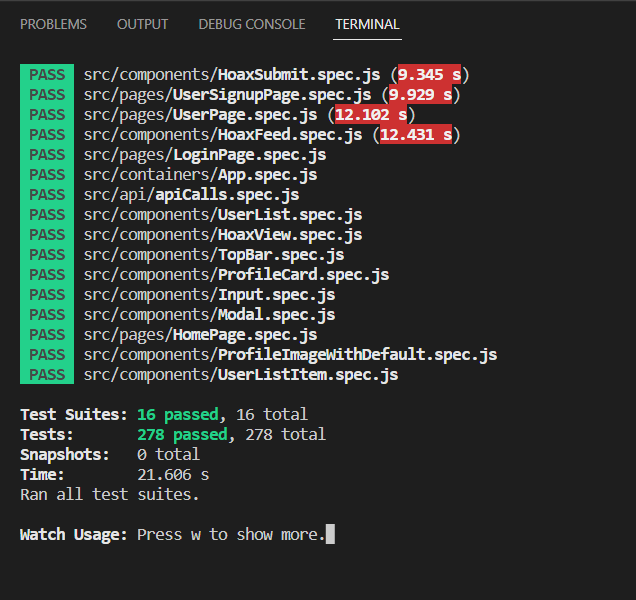 PROBLEMS OUTPUT DEBUG CONSOLE TERMINAL
PASS src/components/HoaxSubmit.spec.js (9.345 s)
PASS src/pages/UserSignupPage.spec.js (9.929 s)
PASS src/pages/UserPage.spec.js (12.102 s)
PASS src/components/HoaxFeed.spec.js (12.431 s)
PASS src/pages/LoginPage.spec.js
PASS src/containers/App.spec.js
PASS src/api/apiCalls.spec.js
PASS src/components/UserList.spec.js
PASS src/components/HoaxView.spec.js
PASS src/components/TopBar.spec.js
PASS src/components/ProfileCard.spec.js
PASS src/components/Input.spec.js
PASS src/components/Modal.spec.js
PASS src/pages/HomePage.spec.js
PASS src/components/ProfileImageWithDefault.spec.js
PASS src/components/UserListItem.spec.js
Test Suites: 16 passed, 16 total
Tests: 278 passed, 278 total
Snapshots: 0 total
Time: 21.606 s
Ran all test suites.
Watch Usage: Press w to show more.